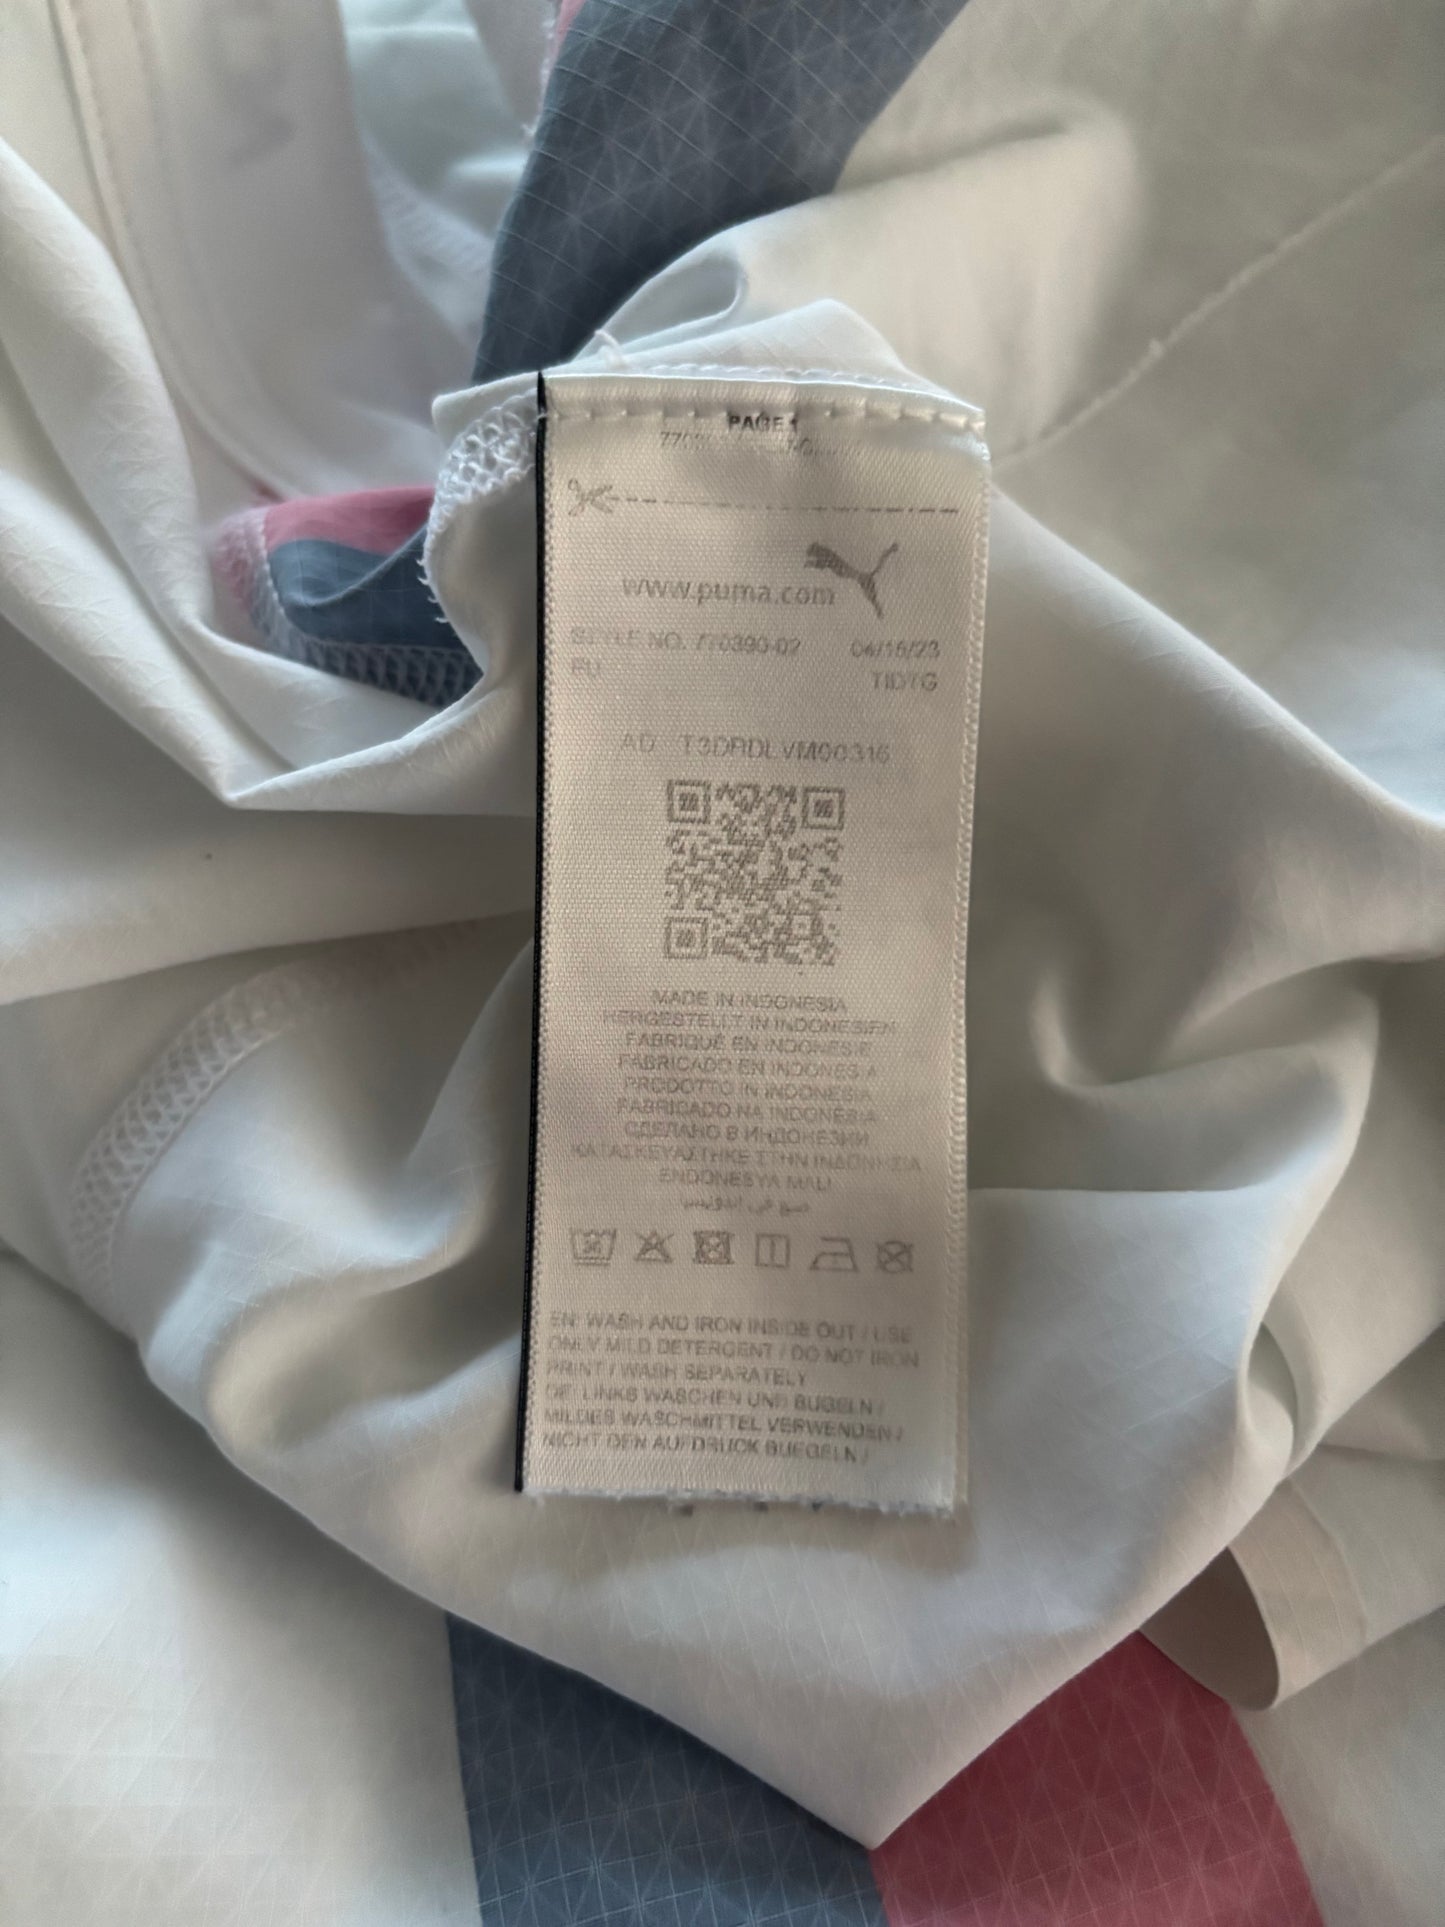 PAGE 1
www.puma.com
STYLE NO. 770390-02 04/16/23
EU TIDTG
AD T3DRDLVM00316
MADE IN INDONESIA
HERGESTELLT IN INDONESIEN
FABRIQUÉ EN INDONESIE
FABRICADO EN INDONESIA
PRODOTTO IN INDONESIA
FABRICADO NA INDONÉSIA
СДЕЛАНО В ИНДОНЕЗИИ
ΚΑΤΑΣΚΕΥΑΣΤΗΚΕ ΣΤΗΝ ΙΝΔΟΝΗΣΙΑ
ENDONESYA MALI
صنع في اندونيسيا
30
EN: WASH AND IRON INSIDE OUT / USE
ONLY MILD DETERGENT / DO NOT IRON
PRINT / WASH SEPARATELY
DE: LINKS WASCHEN UND BUGELN /
MILDES WASCHMITTEL VERWENDEN /
NICHT DEN AUFDRUCK BUEGELN /